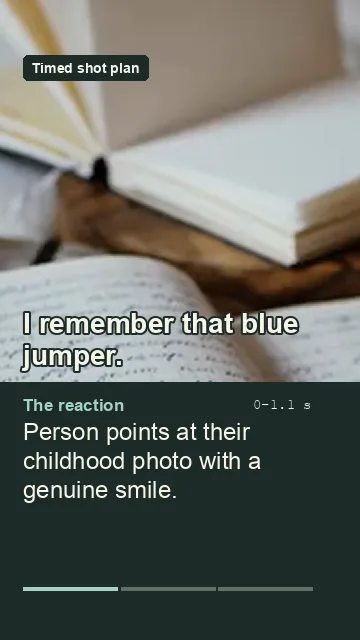 Timed shot plan
I remember that blue
jumper.
The reaction
0–1.1 s
Person points at their
childhood photo with a
genuine smile.